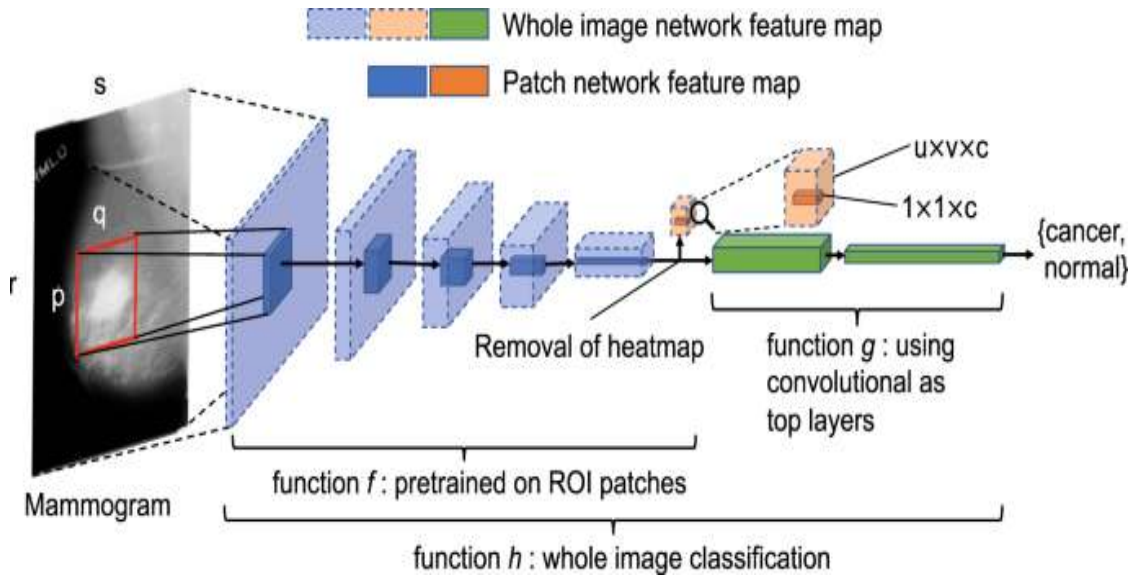 Whole image network feature map
Patch network feature map
s
MLO
q
r
p
u×v×c
1×1×c
{cancer,
normal}
Removal of heatmap
function g : using
convolutional as
top layers
function f : pretrained on ROI patches
Mammogram
function h : whole image classification